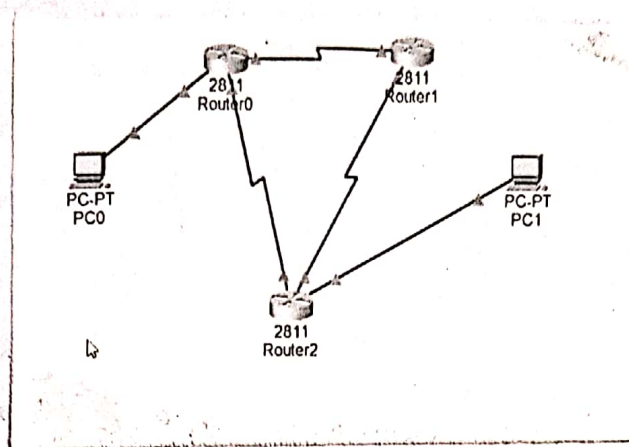 2811
Router0
2811
Router1
PC-PT
PC0
PC-PT
PC1
2811
Router2